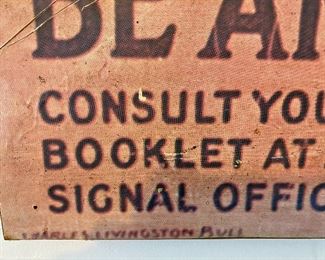 BE A
CONSULT YOU
BOOKLET AT
SIGNAL OFFIC
CHARLES LIVINGSTON BULL